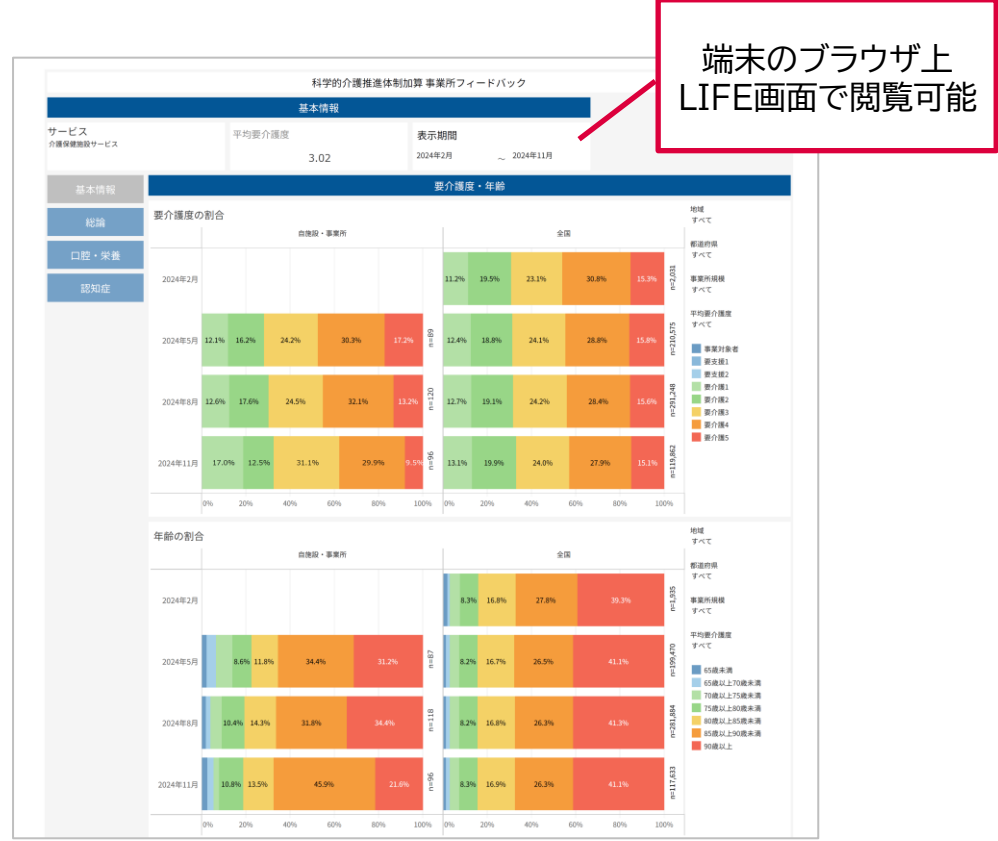 端末のブラウザ上
LIFE画面で閲覧可能
科学的介護推進体制加算 事業所フィードバック
基本情報
サービス
介護保健施設サービス
平均要介護度
3.02
表示期間
2024年2月 ～ 2024年11月
基本情報
総論
口腔・栄養
認知症
要介護度・年齢
要介護度の割合
自施設・事業所 全国
2024年2月 11.2% 19.5% 23.1% 30.8% 15.3% n=2,031
2024年5月 12.1% 16.2% 24.2% 30.3% 17.2% n=89 12.4% 18.8% 24.1% 28.8% 15.8% n=210,575
2024年8月 12.6% 17.6% 24.5% 32.1% 13.2% n=120 12.7% 19.1% 24.2% 28.4% 15.6% n=291,248
2024年11月 17.0% 12.5% 31.1% 29.9% 9.5% n=96 13.1% 19.9% 24.0% 27.9% 15.1% n=119,862
0% 20% 40% 60% 80% 100% 0% 20% 40% 60% 80% 100%
地域
すべて
都道府県
すべて
事業所規模
すべて
平均要介護度
すべて
事業対象者
要支援1
要支援2
要介護1
要介護2
要介護3
要介護4
要介護5
年齢の割合
自施設・事業所 全国
2024年2月 8.3% 16.8% 27.8% 39.3% n=1,935
2024年5月 8.6% 11.8% 34.4% 31.2% n=87 8.2% 16.7% 26.5% 41.1% n=199,470
2024年8月 10.4% 14.3% 31.8% 34.4% n=118 8.2% 16.8% 26.3% 41.3% n=281,884
2024年11月 10.8% 13.5% 45.9% 21.6% n=96 8.3% 16.9% 26.3% 41.1% n=117,633
0% 20% 40% 60% 80% 100% 0% 20% 40% 60% 80% 100%
地域
すべて
都道府県
すべて
事業所規模
すべて
平均要介護度
すべて
65歳未満
65歳以上70歳未満
70歳以上75歳未満
75歳以上80歳未満
80歳以上85歳未満
85歳以上90歳未満
90歳以上